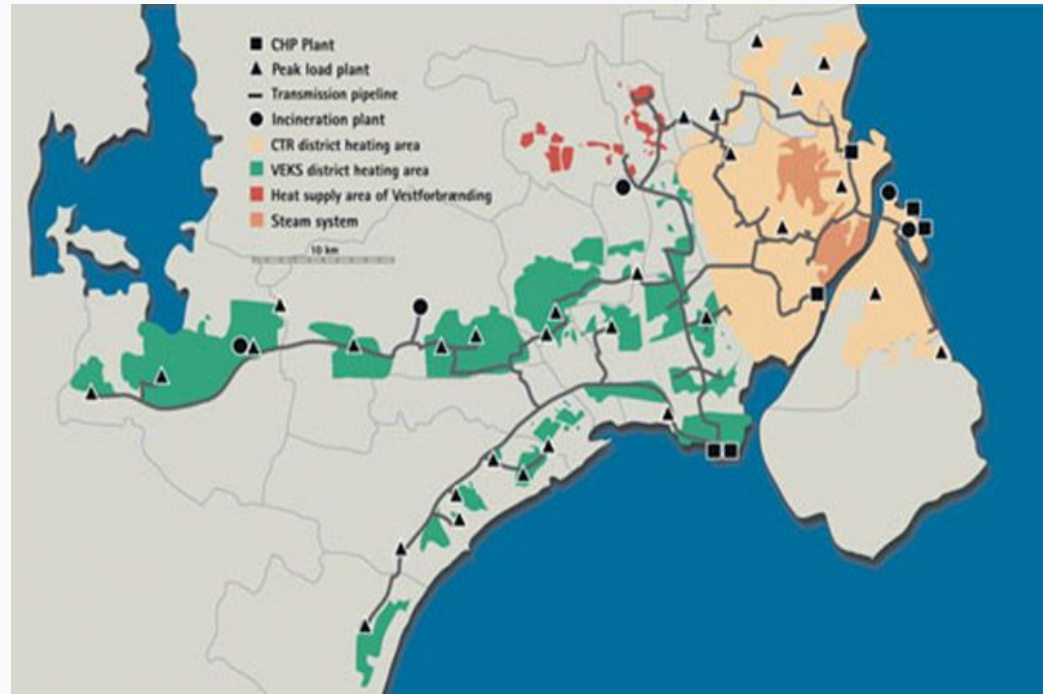 CHP Plant
Peak load plant
Transmission pipeline
Incineration plant
CTR district heating area
VEKS district heating area
Heat supply area of Vestforbrænding
Steam system
10 km